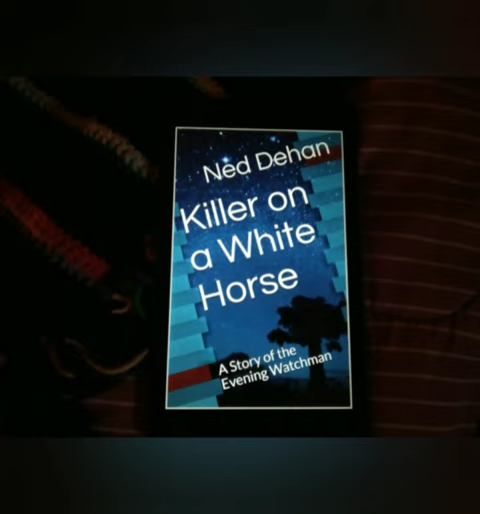 Ned Dehan
Killer on
a White
Horse
A Story of the
Evening Watchman